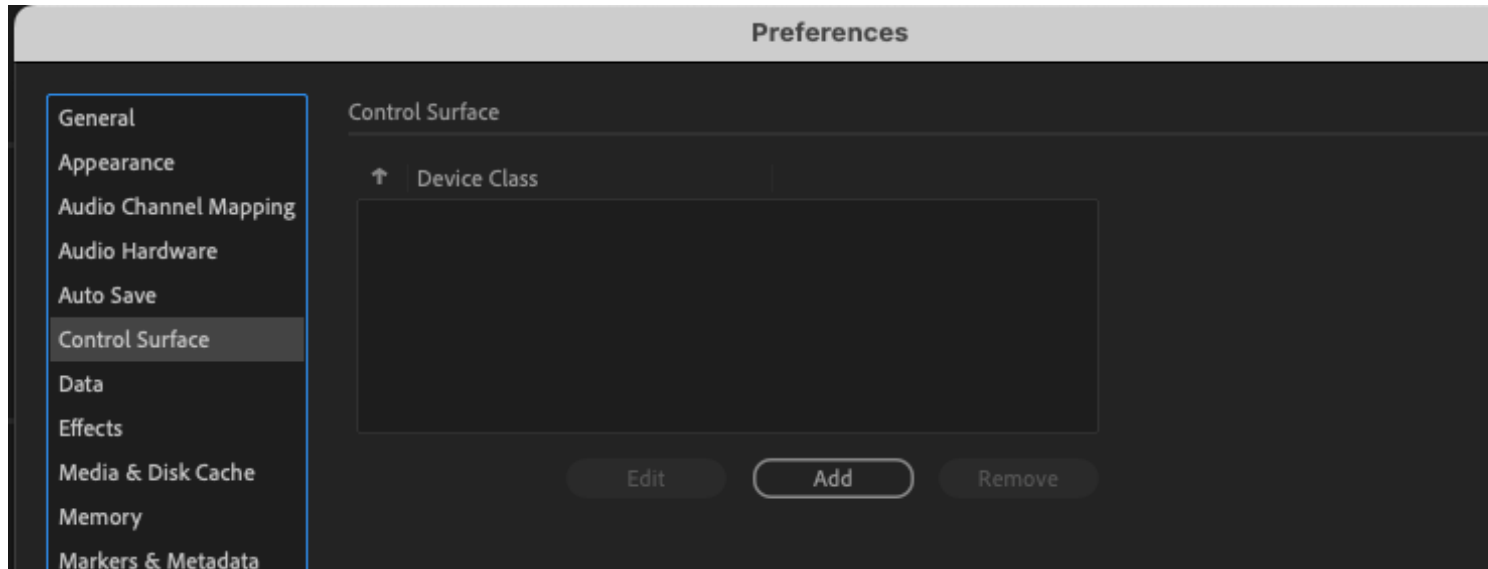 Preferences
General
Appearance
Audio Channel Mapping
Audio Hardware
Auto Save
Control Surface
Data
Effects
Media & Disk Cache
Memory
Markers & Metadata
Control Surface
Device Class
Edit
Add
Remove